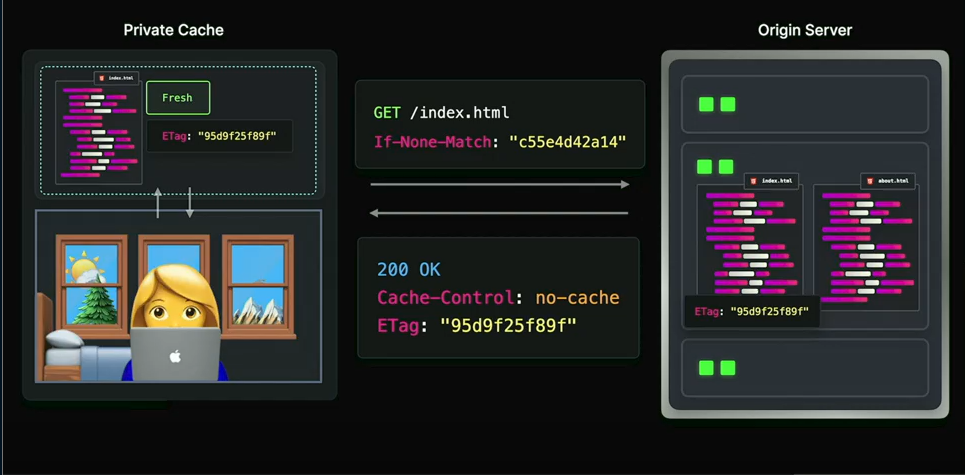 Private Cache
index.html
Fresh
ETag: "95d9f25f89f"
GET /index.html
If-None-Match: "c55e4d42a14"
200 OK
Cache-Control: no-cache
ETag: "95d9f25f89f"
Origin Server
index.html
about.html
ETag: "95d9f25f89f"